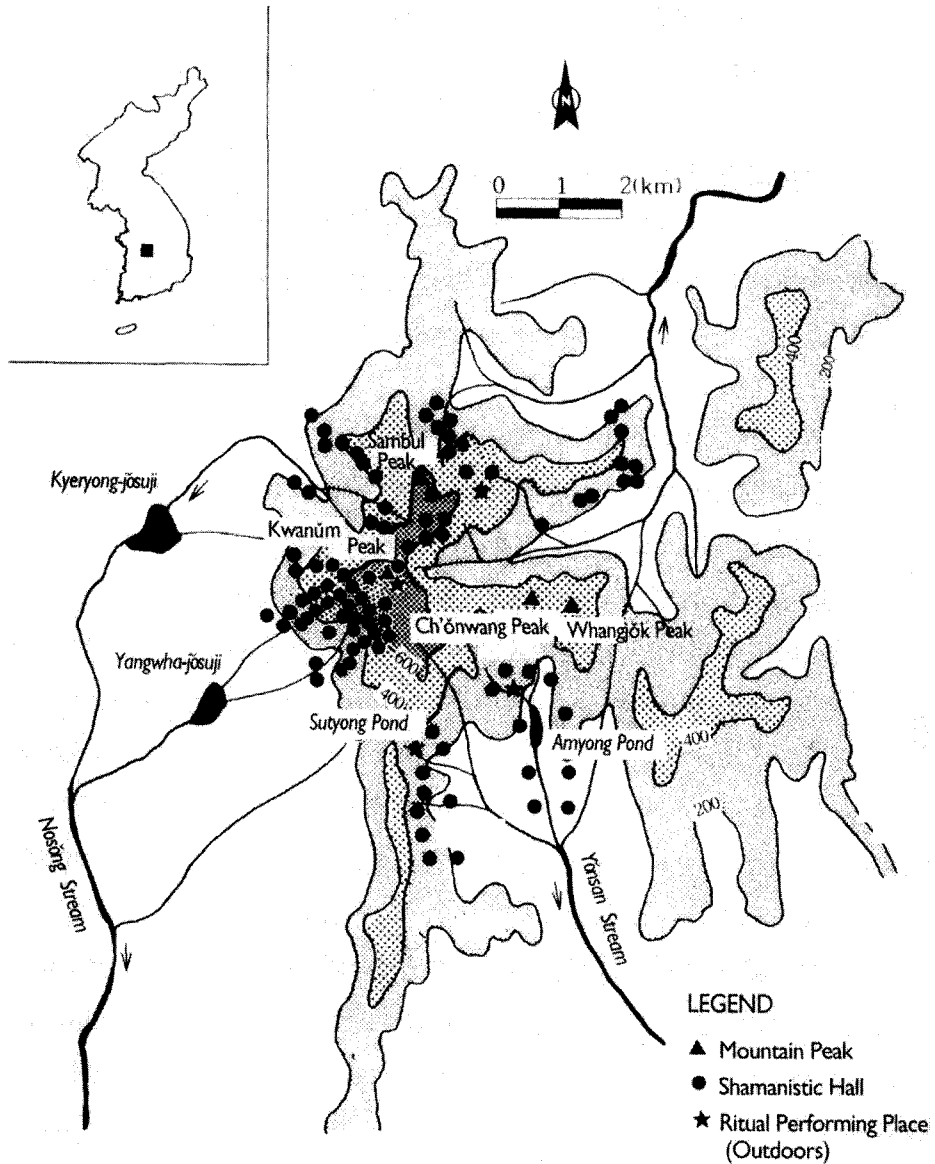 N
0 1 2(km)
400
200
Sambul
Peak
Kyeryong-jŏsuji
Kwanŭm
Peak
Ch'ŏnwang Peak
Whangjŏk Peak
Yangwha-jŏsuji
600
400
Sutyong Pond
Amyong Pond
400
200
Nosŏng Stream
Yŏnsan Stream
LEGEND
Mountain Peak
Shamanistic Hall
Ritual Performing Place
(Outdoors)